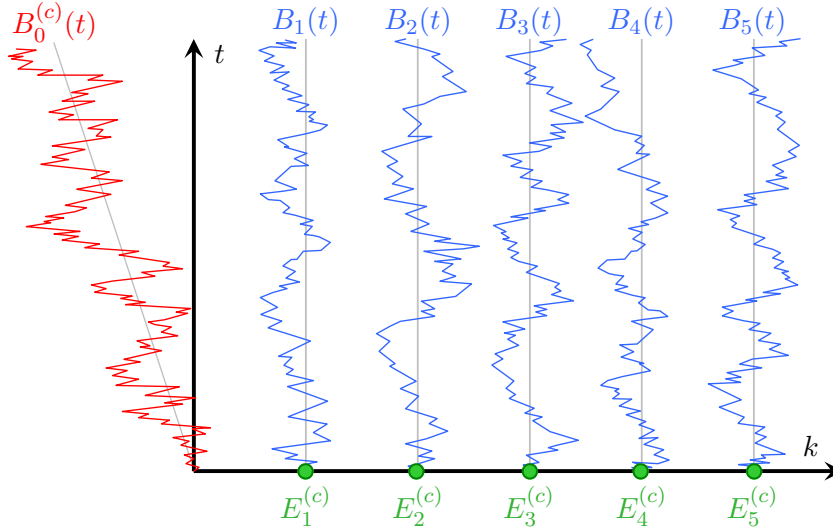 B_0^{(c)}(t) B_1(t) B_2(t) B_3(t) B_4(t) B_5(t)
t
k
E_1^{(c)} E_2^{(c)} E_3^{(c)} E_4^{(c)} E_5^{(c)}